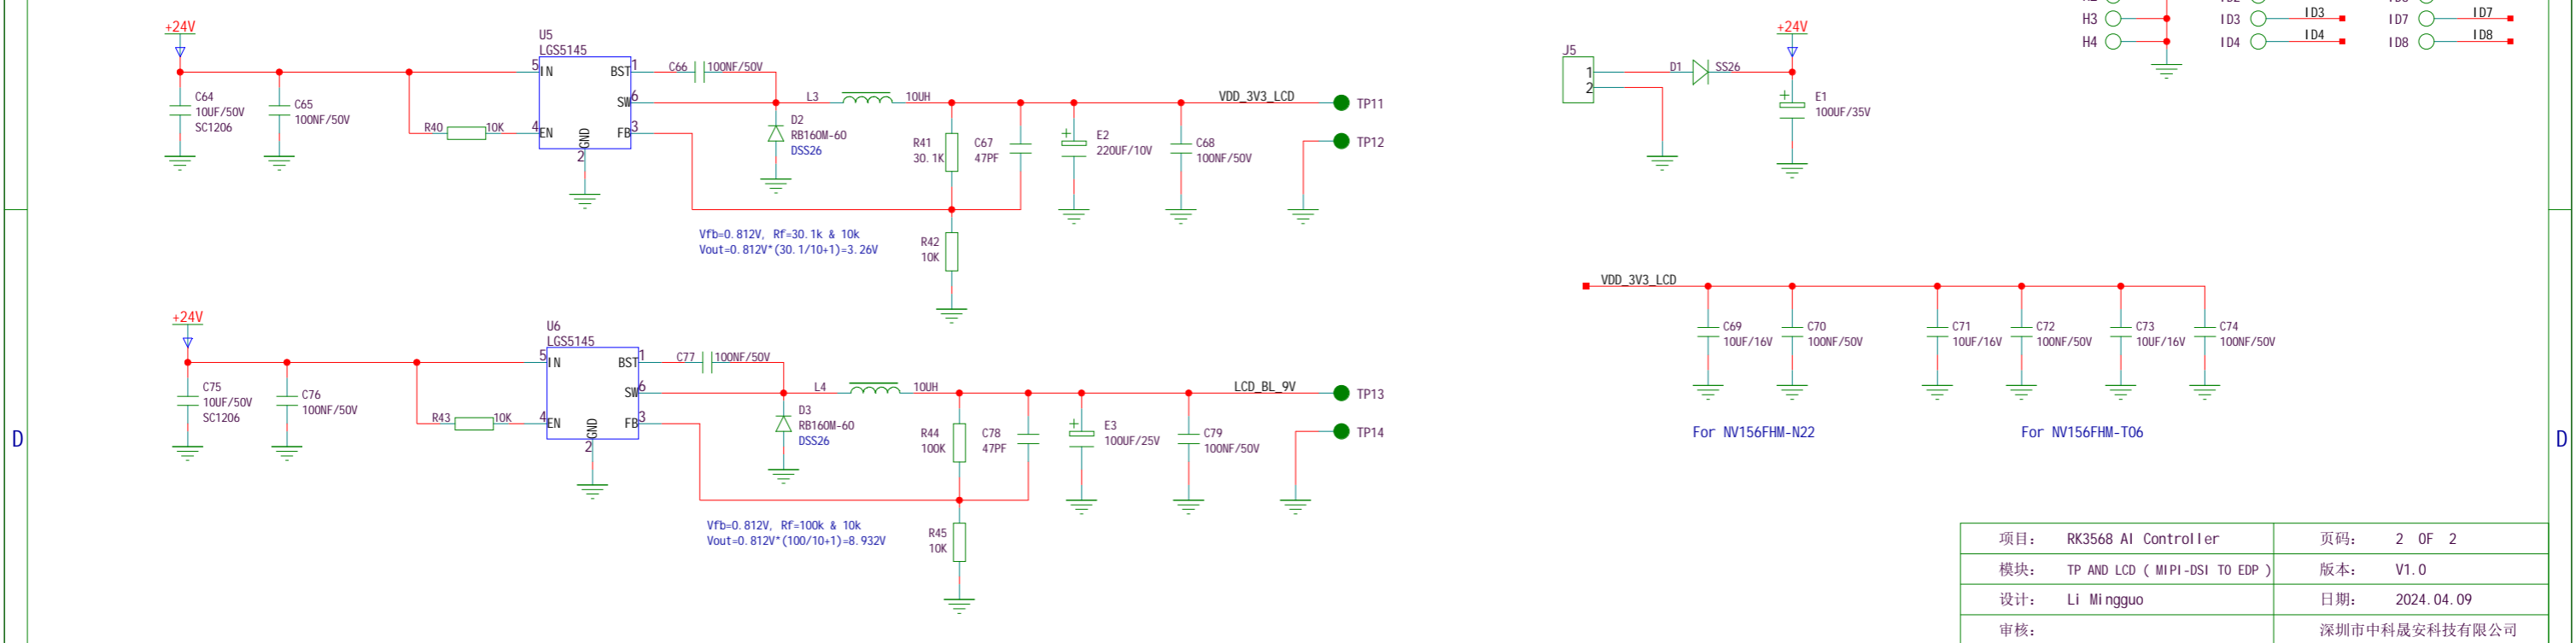 +24V
U5
LGS5145
5 IN
BST 1
C66 100NF/50V
C64
10UF/50V
SC1206
C65
100NF/50V
SW 6
L3 10UH
VDD_3V3_LCD
TP11
R40 10K
4 EN
GND
2
FB 3
D2
RB160M-60
DSS26
R41
30.1K
C67
47PF
E2
220UF/10V
C68
100NF/50V
TP12
Vfb=0.812V, Rf=30.1k & 10k
Vout=0.812V*(30.1/10+1)=3.26V
R42
10K
J5
1
2
D1 SS26
+24V
E1
100UF/35V
H3
H4
ID3 ID3
ID4 ID4
ID7 ID7
ID8 ID8
+24V
U6
LGS5145
5 IN
BST 1
C77 100NF/50V
C75
10UF/50V
SC1206
C76
100NF/50V
SW 6
L4 10UH
LCD_BL_9V
TP13
R43 10K
4 EN
GND
2
FB 3
D3
RB160M-60
DSS26
R44
100K
C78
47PF
E3
100UF/25V
C79
100NF/50V
TP14
Vfb=0.812V, Rf=100k & 10k
Vout=0.812V*(100/10+1)=8.932V
R45
10K
VDD_3V3_LCD
C69
10UF/16V
C70
100NF/50V
C71
10UF/16V
C72
100NF/50V
C73
10UF/16V
C74
100NF/50V
For NV156FHM-N22
For NV156FHM-T06
D
D
项目: RK3568 AI Controller 页码: 2 OF 2
模块: TP AND LCD ( MIPI-DSI TO EDP ) 版本: V1.0
设计: Li Mingguo 日期: 2024.04.09
审核: 深圳市中科晟安科技有限公司